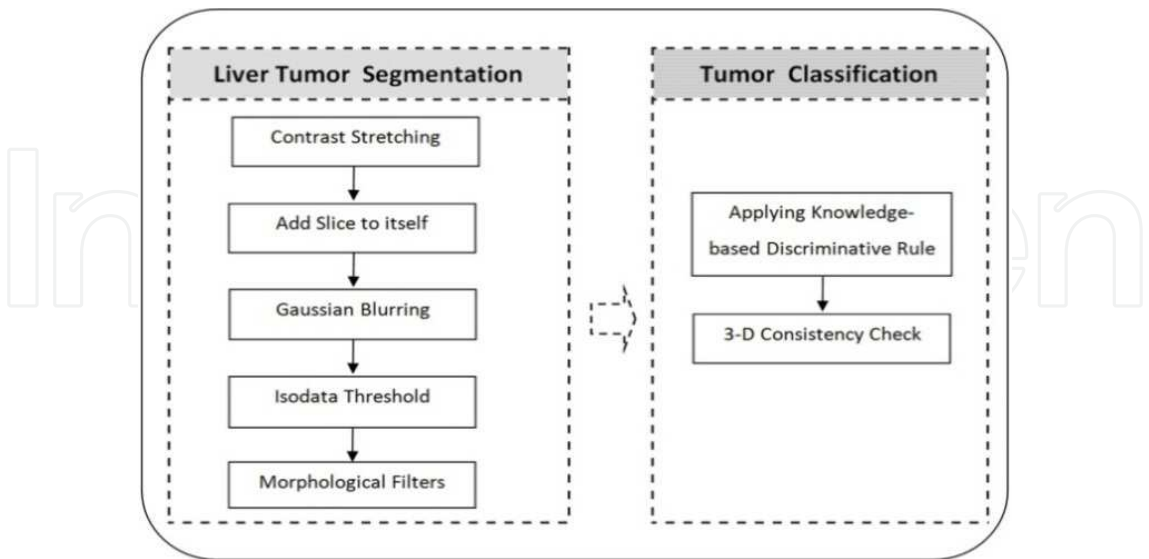 Liver Tumor Segmentation
Contrast Stretching
Add Slice to itself
Gaussian Blurring
Isodata Threshold
Morphological Filters
Tumor Classification
Applying Knowledge-
based Discriminative Rule
3-D Consistency Check